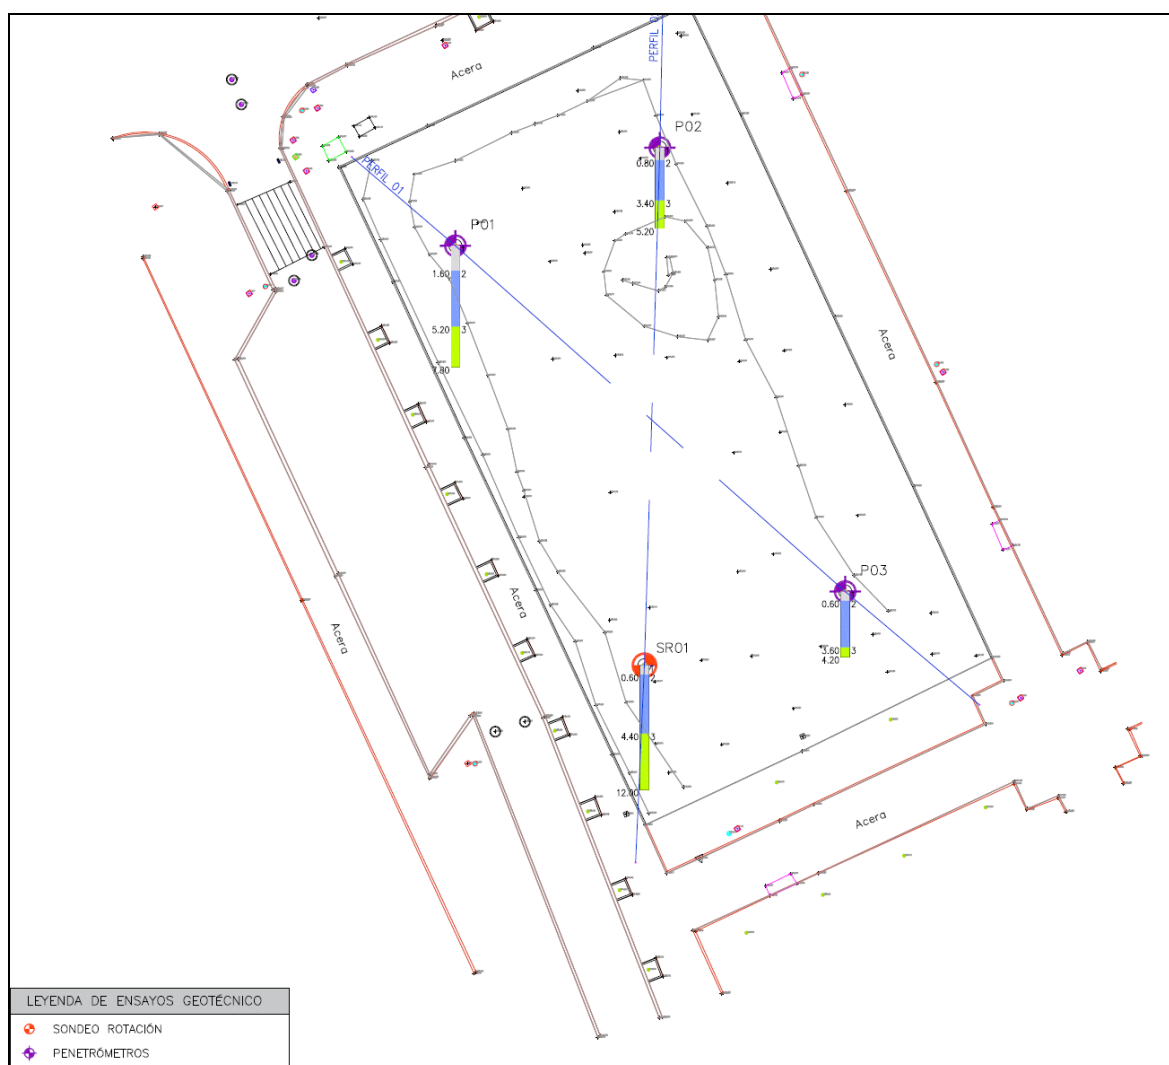 Acera
PERFIL 0
P02
0.80 2
3.40 3
5.20
PERFIL 01
P01
1.60 2
5.20 3
7.80
Acera
P03
0.60 2
3.60 3
4.20
Acera
Acera
SR01
0.60 2
4.40 3
12.00
Acera
LEYENDA DE ENSAYOS GEOTÉCNICO
SONDEO ROTACIÓN
PENETRÓMETROS